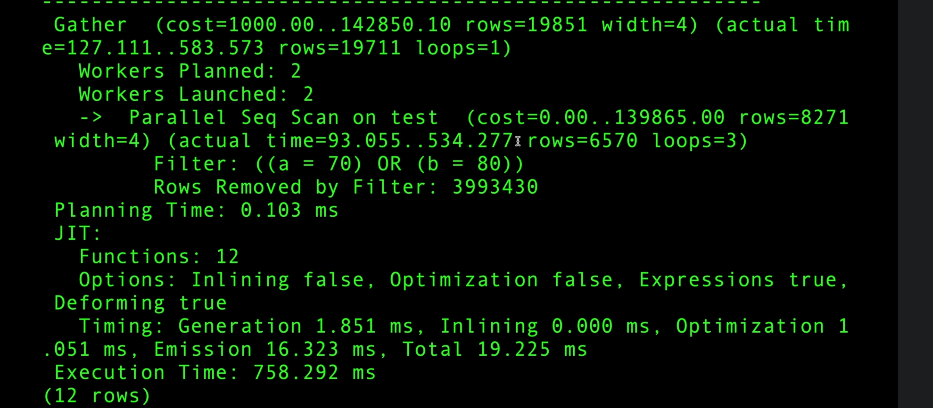 Gather  (cost=1000.00..142850.10 rows=19851 width=4) (actual tim
e=127.111..583.573 rows=19711 loops=1)
   Workers Planned: 2
   Workers Launched: 2
   ->  Parallel Seq Scan on test  (cost=0.00..139865.00 rows=8271
 width=4) (actual time=93.055..534.277 rows=6570 loops=3)
         Filter: ((a = 70) OR (b = 80))
         Rows Removed by Filter: 3993430
 Planning Time: 0.103 ms
 JIT:
   Functions: 12
   Options: Inlining false, Optimization false, Expressions true,
 Deforming true
   Timing: Generation 1.851 ms, Inlining 0.000 ms, Optimization 1
.051 ms, Emission 16.323 ms, Total 19.225 ms
 Execution Time: 758.292 ms
(12 rows)